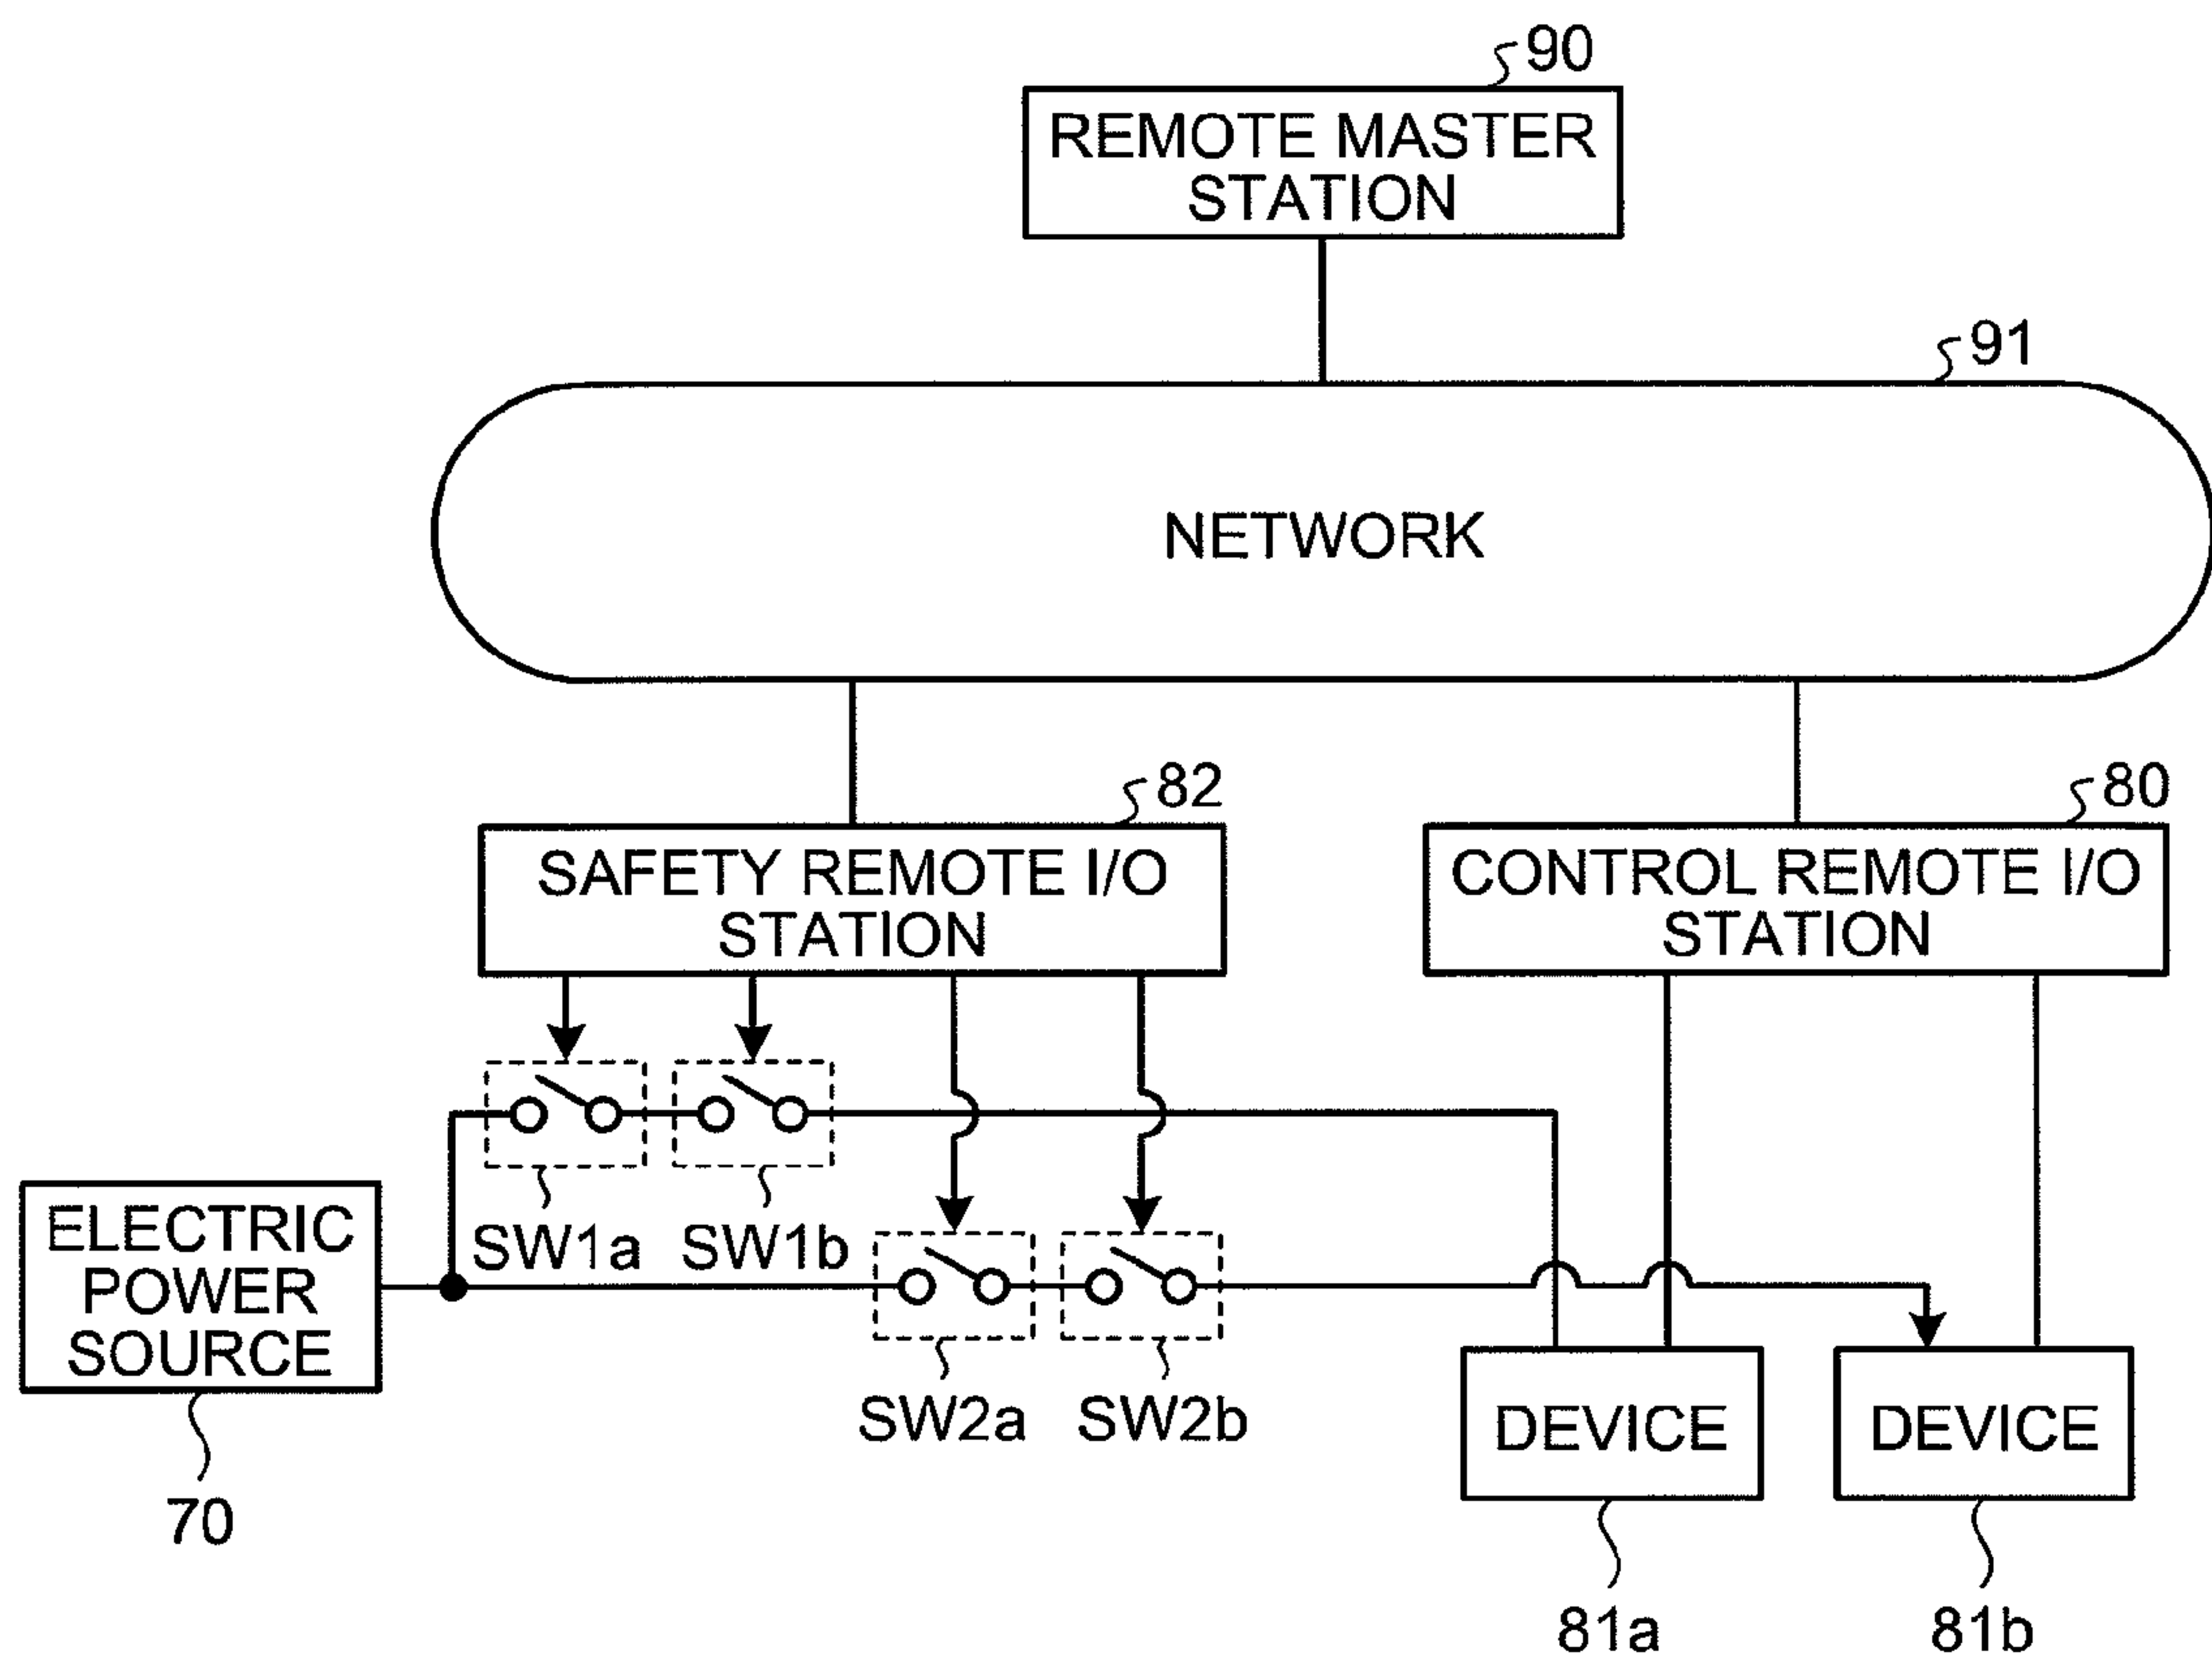 90
REMOTE MASTER
STATION
91
NETWORK
82
80
SAFETY REMOTE I/O
STATION
CONTROL REMOTE I/O
STATION
SW1a
SW1b
ELECTRIC
POWER
SOURCE
SW2a
SW2b
DEVICE
DEVICE
70
81a
81b